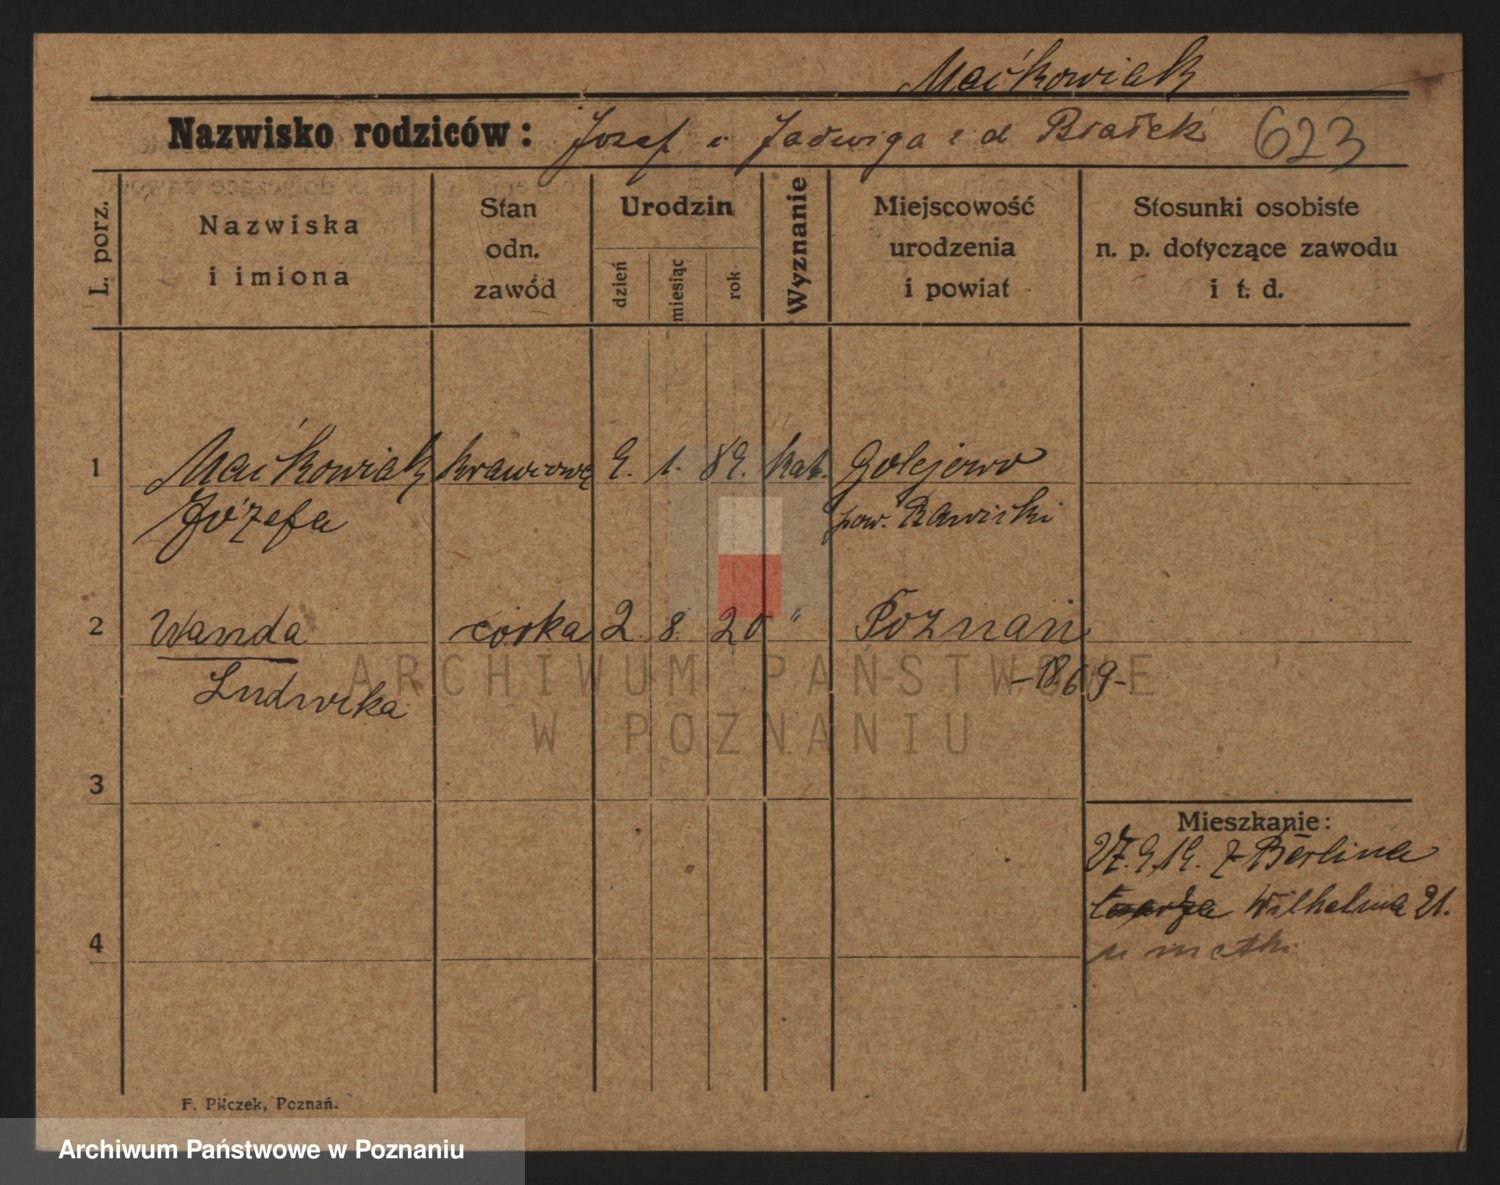 Maćkowiak
Nazwisko rodziców: Józef i Jadwiga z d Białek 623
L. porz.
Nazwiska
i imiona
Stan
odn.
zawód
Urodzin
dzień
miesiąc
rok
Wyznanie
Miejscowość
urodzenia
i powiat
Stosunki osobiste
n. p. dotyczące zawodu
i t. d.
1 Maćkowiak krawcową 9. 1. 89. kat. Golejewo
Józefa pow. Rawicki
2 Wanda córka 2. 8. 20 " Poznań
Ludwika -1869-
ARCHIWUM PAŃSTWOWE
W POZNANIU
3
Mieszkanie:
27.9.19. z Berlina
Wilhelma 21.
4 u matki
F. Pilczek, Poznań.
Archiwum Państwowe w Poznaniu